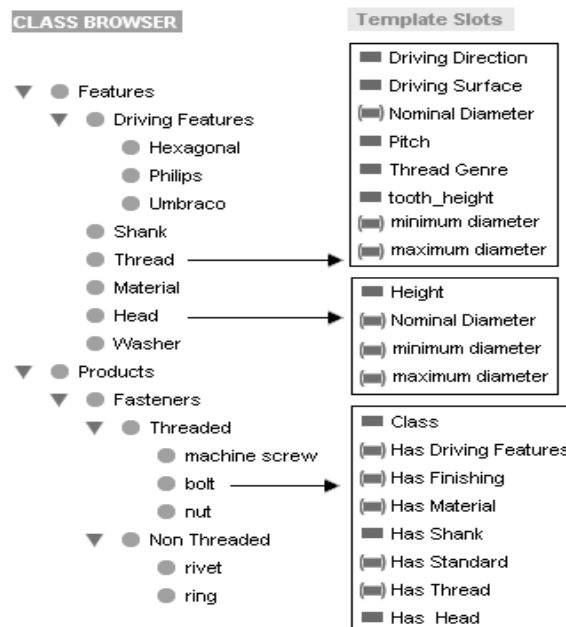 CLASS BROWSER
Features
Driving Features
Hexagonal
Philips
Umbraco
Shank
Thread
Material
Head
Washer
Products
Fasteners
Threaded
machine screw
bolt
nut
Non Threaded
rivet
ring
Template Slots
Driving Direction
Driving Surface
Nominal Diameter
Pitch
Thread Genre
tooth_height
minimum diameter
maximum diameter
Height
Nominal Diameter
minimum diameter
maximum diameter
Class
Has Driving Features
Has Finishing
Has Material
Has Shank
Has Standard
Has Thread
Has Head